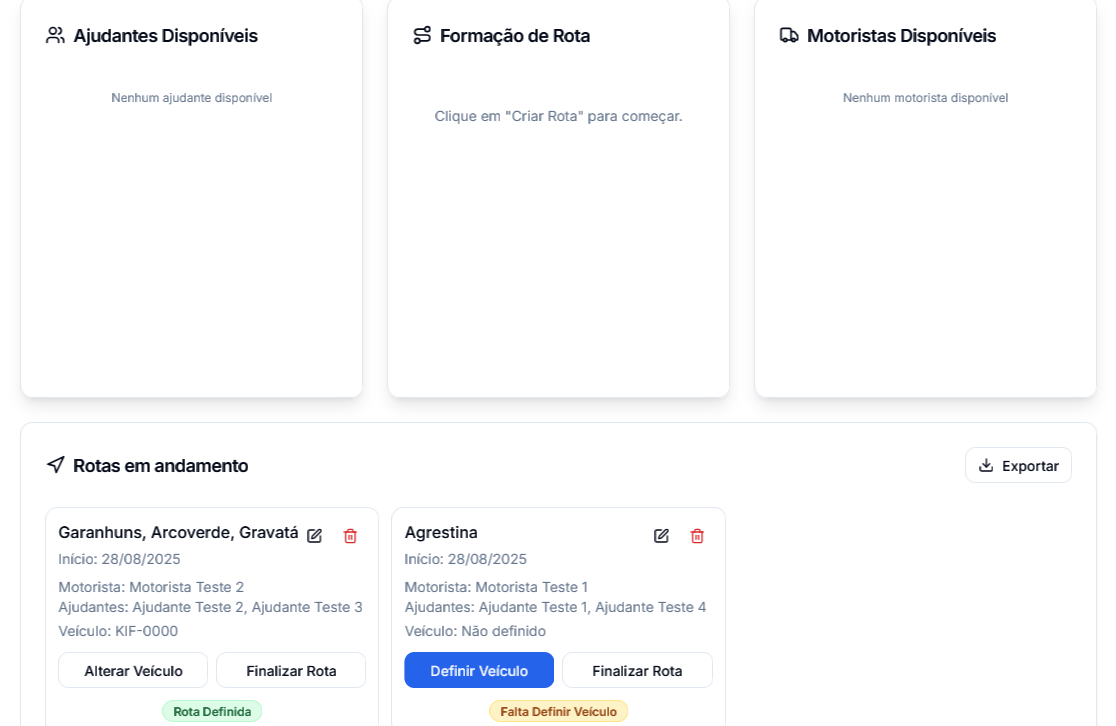 Ajudantes Disponíveis
Nenhum ajudante disponível
Formação de Rota
Clique em "Criar Rota" para começar.
Motoristas Disponíveis
Nenhum motorista disponível
Rotas em andamento
Exportar
Garanhuns, Arcoverde, Gravatá
Início: 28/08/2025
Motorista: Motorista Teste 2
Ajudantes: Ajudante Teste 2, Ajudante Teste 3
Veículo: KIF-0000
Alterar Veículo
Finalizar Rota
Rota Definida
Agrestina
Início: 28/08/2025
Motorista: Motorista Teste 1
Ajudantes: Ajudante Teste 1, Ajudante Teste 4
Veículo: Não definido
Definir Veículo
Finalizar Rota
Falta Definir Veículo